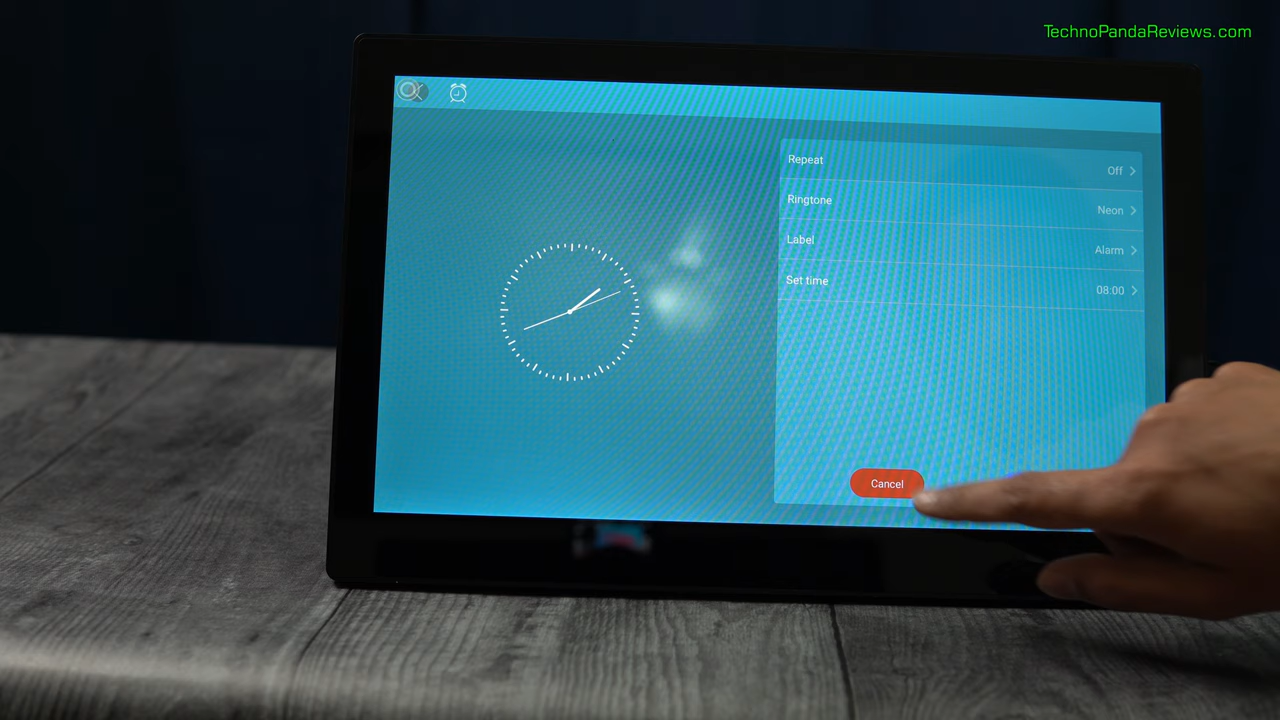 TechnoPandaReviews.com
Repeat
Off
Ringtone
Neon
Label
Alarm
Set time
08:00
Cancel